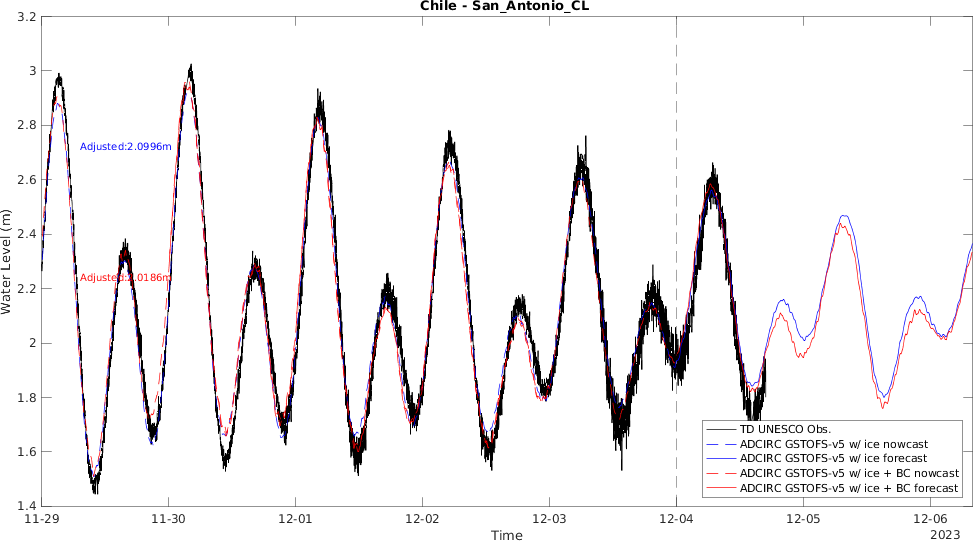 Chile - San_Antonio_CL
3.2
3
2.8
2.6
2.4
2.2
2
1.8
1.6
1.4
Water Level (m)
Adjusted:2.0996m
Adjusted:2.0186m
TD UNESCO Obs.
ADCIRC GSTOFS-v5 w/ ice nowcast
ADCIRC GSTOFS-v5 w/ ice forecast
ADCIRC GSTOFS-v5 w/ ice + BC nowcast
ADCIRC GSTOFS-v5 w/ ice + BC forecast
11-29 11-30 12-01 12-02 12-03 12-04 12-05 12-06
Time
2023